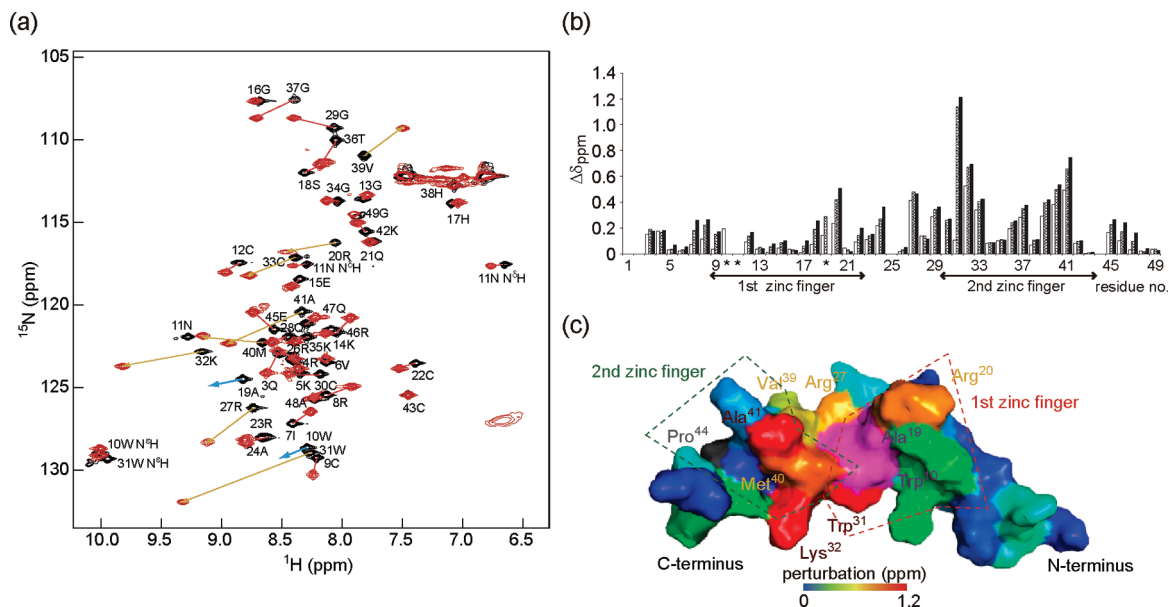 (a)
105
110
115
120
125
130
15N (ppm)
10.0 9.5 9.0 8.5 8.0 7.5 7.0 6.5
1H (ppm)
16G
37G
29G
36T
39V
18S
34G
13G
38H
17H
49G
42K
12C
33C
20R
21Q
11N NδH
11N NδH
15E
41A
47Q
45E
11N
28Q
46R
40M
26R
35K
14K
32K
4R
6V
22C
19A
3Q
5K
30C
48A
8R
43C
27R
23R
7I
10W
24A
31W
9C
10W NεH
31W NεH
(b)
1.4
1.2
1.0
0.8
0.6
0.4
0.2
0
Δδppm
1 5 9 * * 13 17 * 21 25 29 33 37 41 45 49
1st zinc finger 2nd zinc finger residue no.
(c)
2nd zinc finger
Val39
Arg27
Arg20
1st zinc finger
Ala41
Pro44
Ala19
Met40
Trp10
Trp31
Lys32
C-terminus
N-terminus
perturbation (ppm)
0 1.2